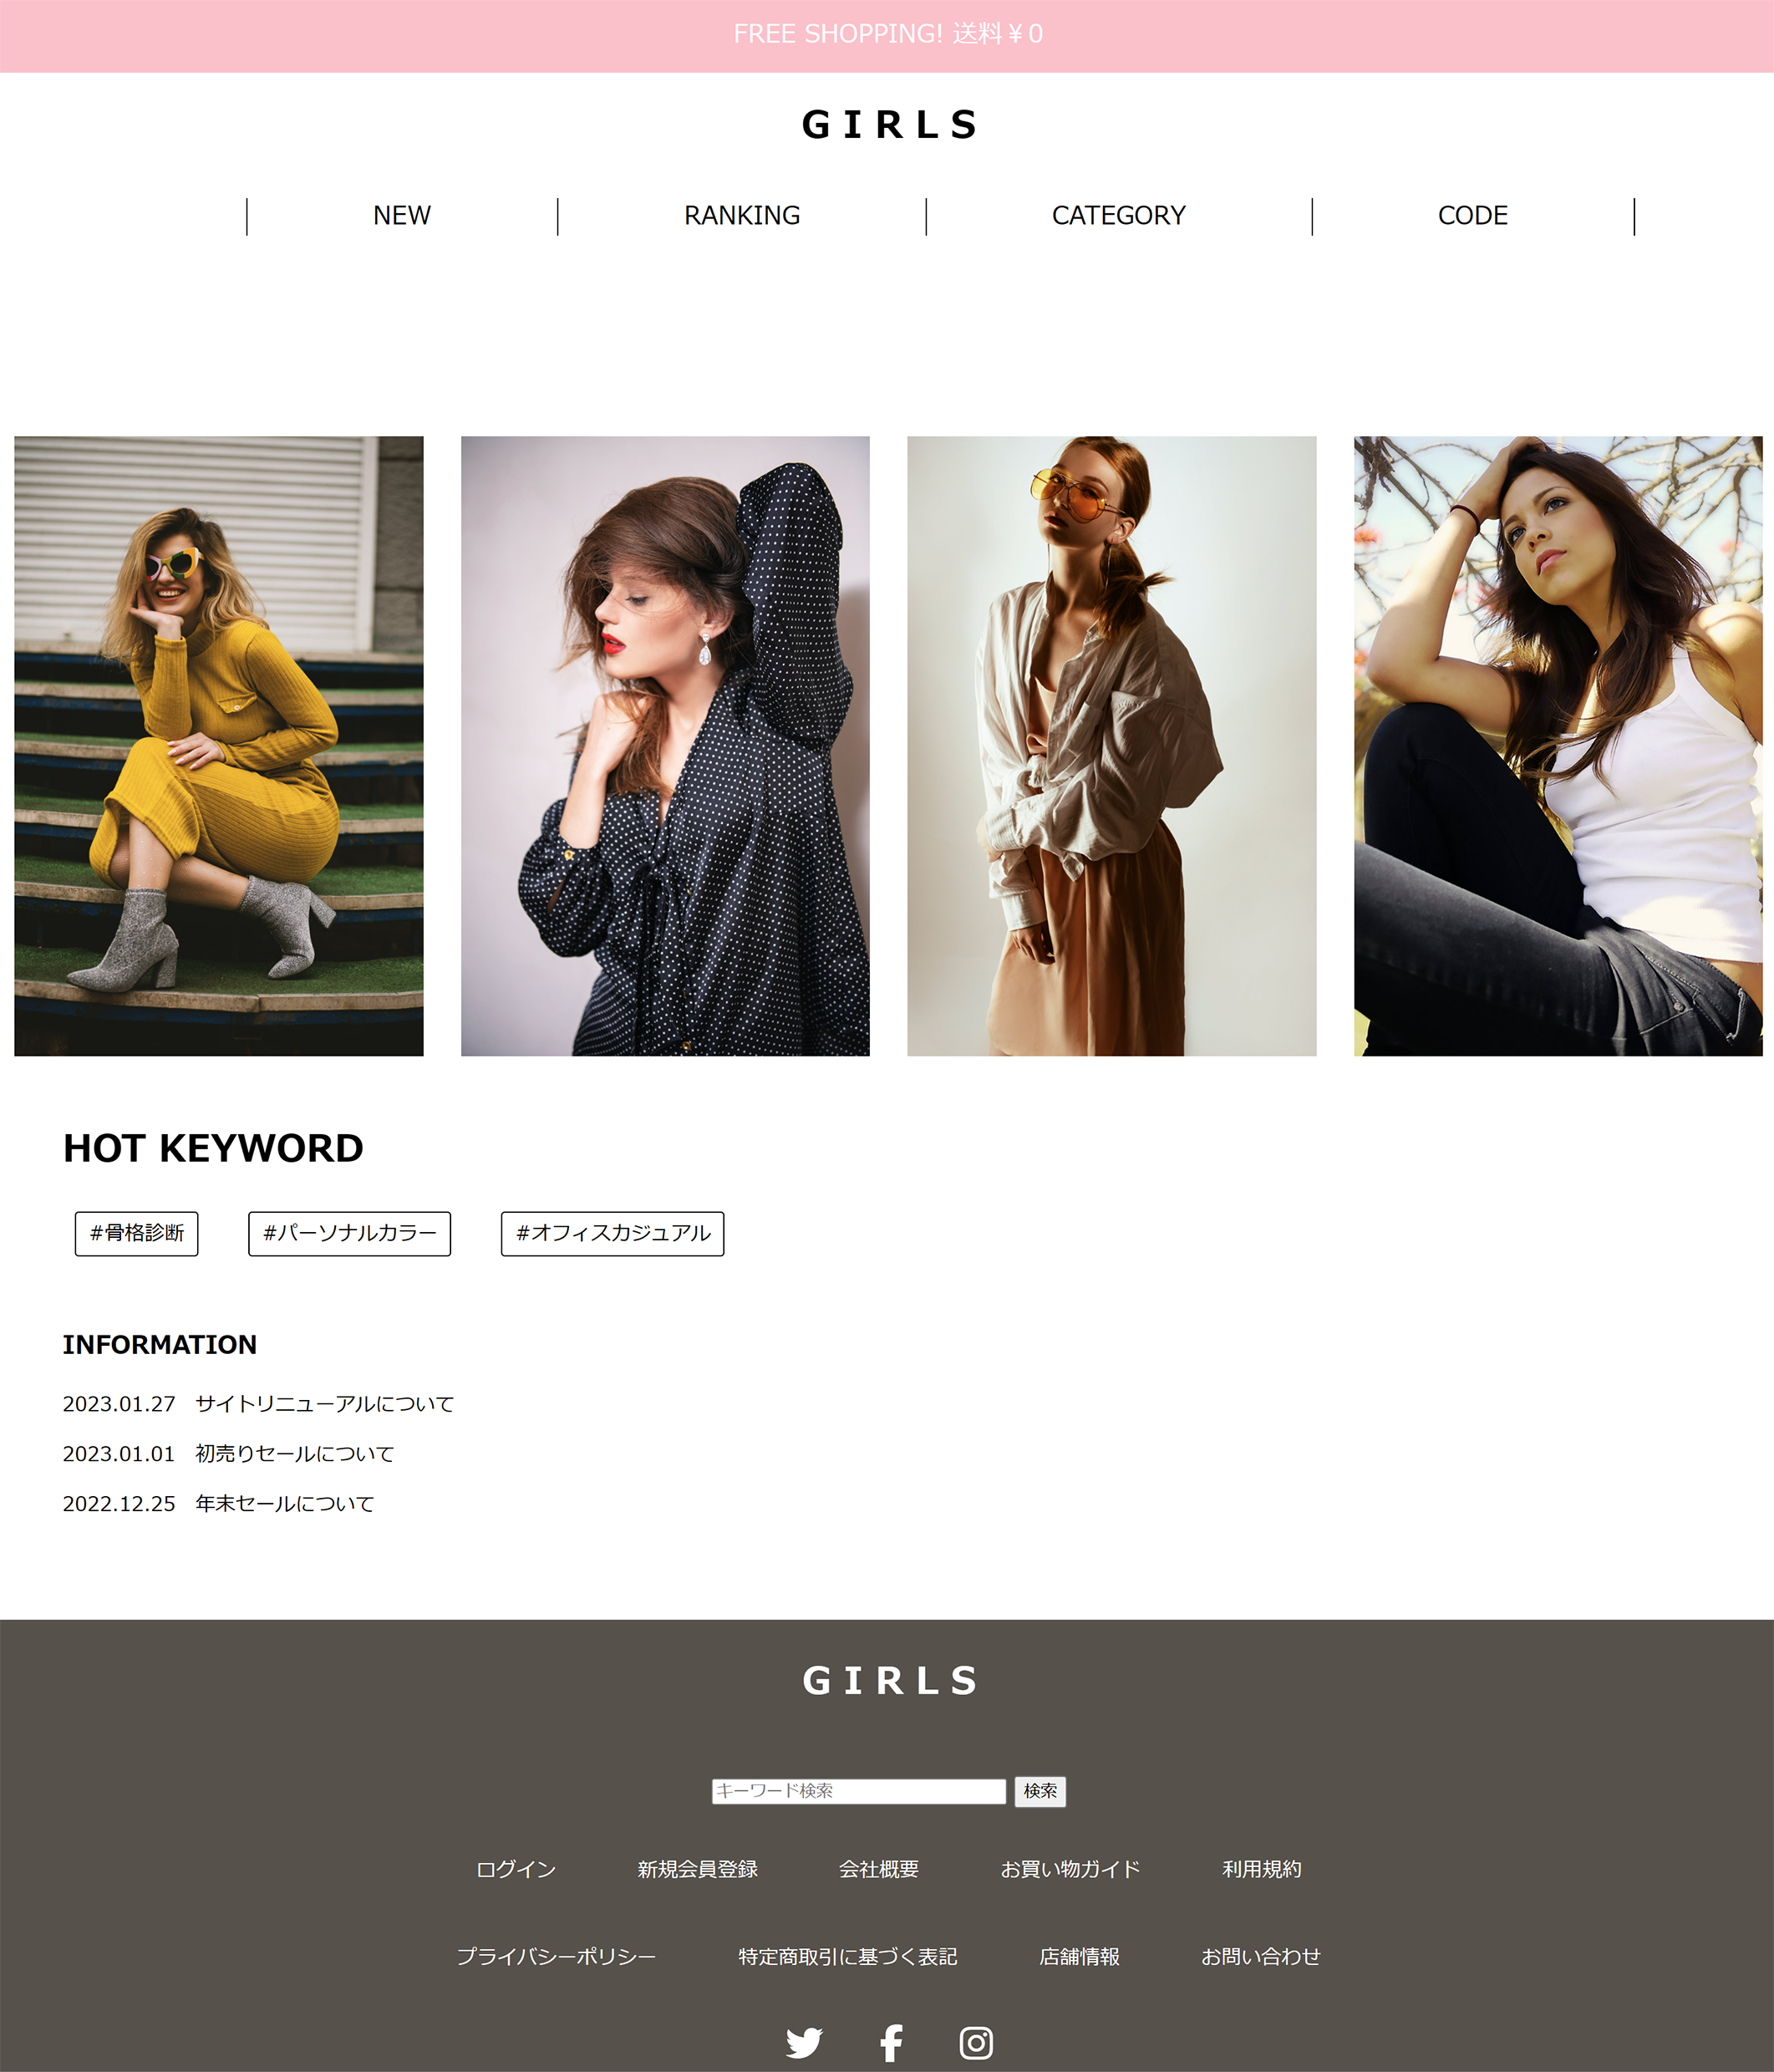 FREE SHOPPING! 送料￥0
GIRLS
NEW RANKING CATEGORY CODE
HOT KEYWORD
#骨格診断 #パーソナルカラー #オフィスカジュアル
INFORMATION
2023.01.27 サイトリニューアルについて
2023.01.01 初売りセールについて
2022.12.25 年末セールについて
GIRLS
キーワード検索 検索
ログイン 新規会員登録 会社概要 お買い物ガイド 利用規約
プライバシーポリシー 特定商取引に基づく表記 店舗情報 お問い合わせ